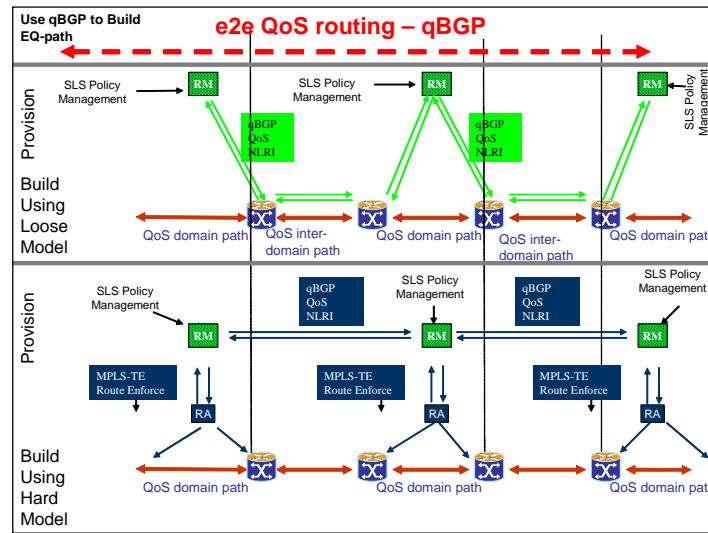 Use qBGP to Build
EQ-path
e2e QoS routing – qBGP
Provision
SLS Policy
Management
RM
SLS Policy
Management
RM
RM
SLS Policy
Management
qBGP
QoS
NLRI
qBGP
QoS
NLRI
Build
Using
Loose
Model
QoS domain path
QoS inter-
domain path
QoS domain path
QoS inter-
domain path
QoS domain path
Provision
SLS Policy
Management
qBGP
QoS
NLRI
SLS Policy
Management
qBGP
QoS
NLRI
SLS Policy
Management
RM
RM
RM
MPLS-TE
Route Enforce
MPLS-TE
Route Enforce
MPLS-TE
Route Enforce
RA
RA
RA
Build
Using
Hard
Model
QoS domain path
QoS domain path
QoS domain path